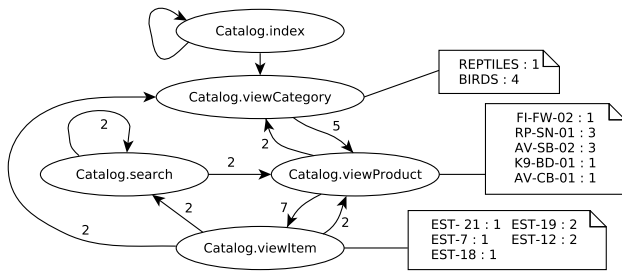 Catalog.index
REPTILES : 1
BIRDS : 4
Catalog.viewCategory
2
5
2
FI-FW-02 : 1
RP-SN-01 : 3
AV-SB-02 : 3
K9-BD-01 : 1
AV-CB-01 : 1
Catalog.search
2
Catalog.viewProduct
7
2
2
2
EST- 21 : 1 EST-19 : 2
EST-7 : 1 EST-12 : 2
EST-18 : 1
Catalog.viewItem